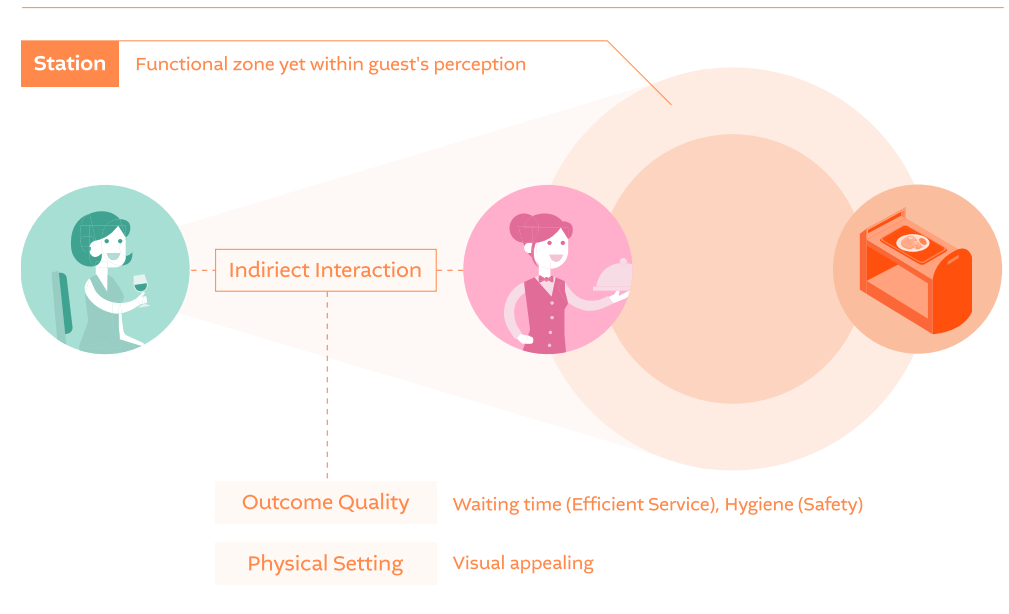 Station
Functional zone yet within guest's perception
Indiriect Interaction
Outcome Quality
Waiting time (Efficient Service), Hygiene (Safety)
Physical Setting
Visual appealing